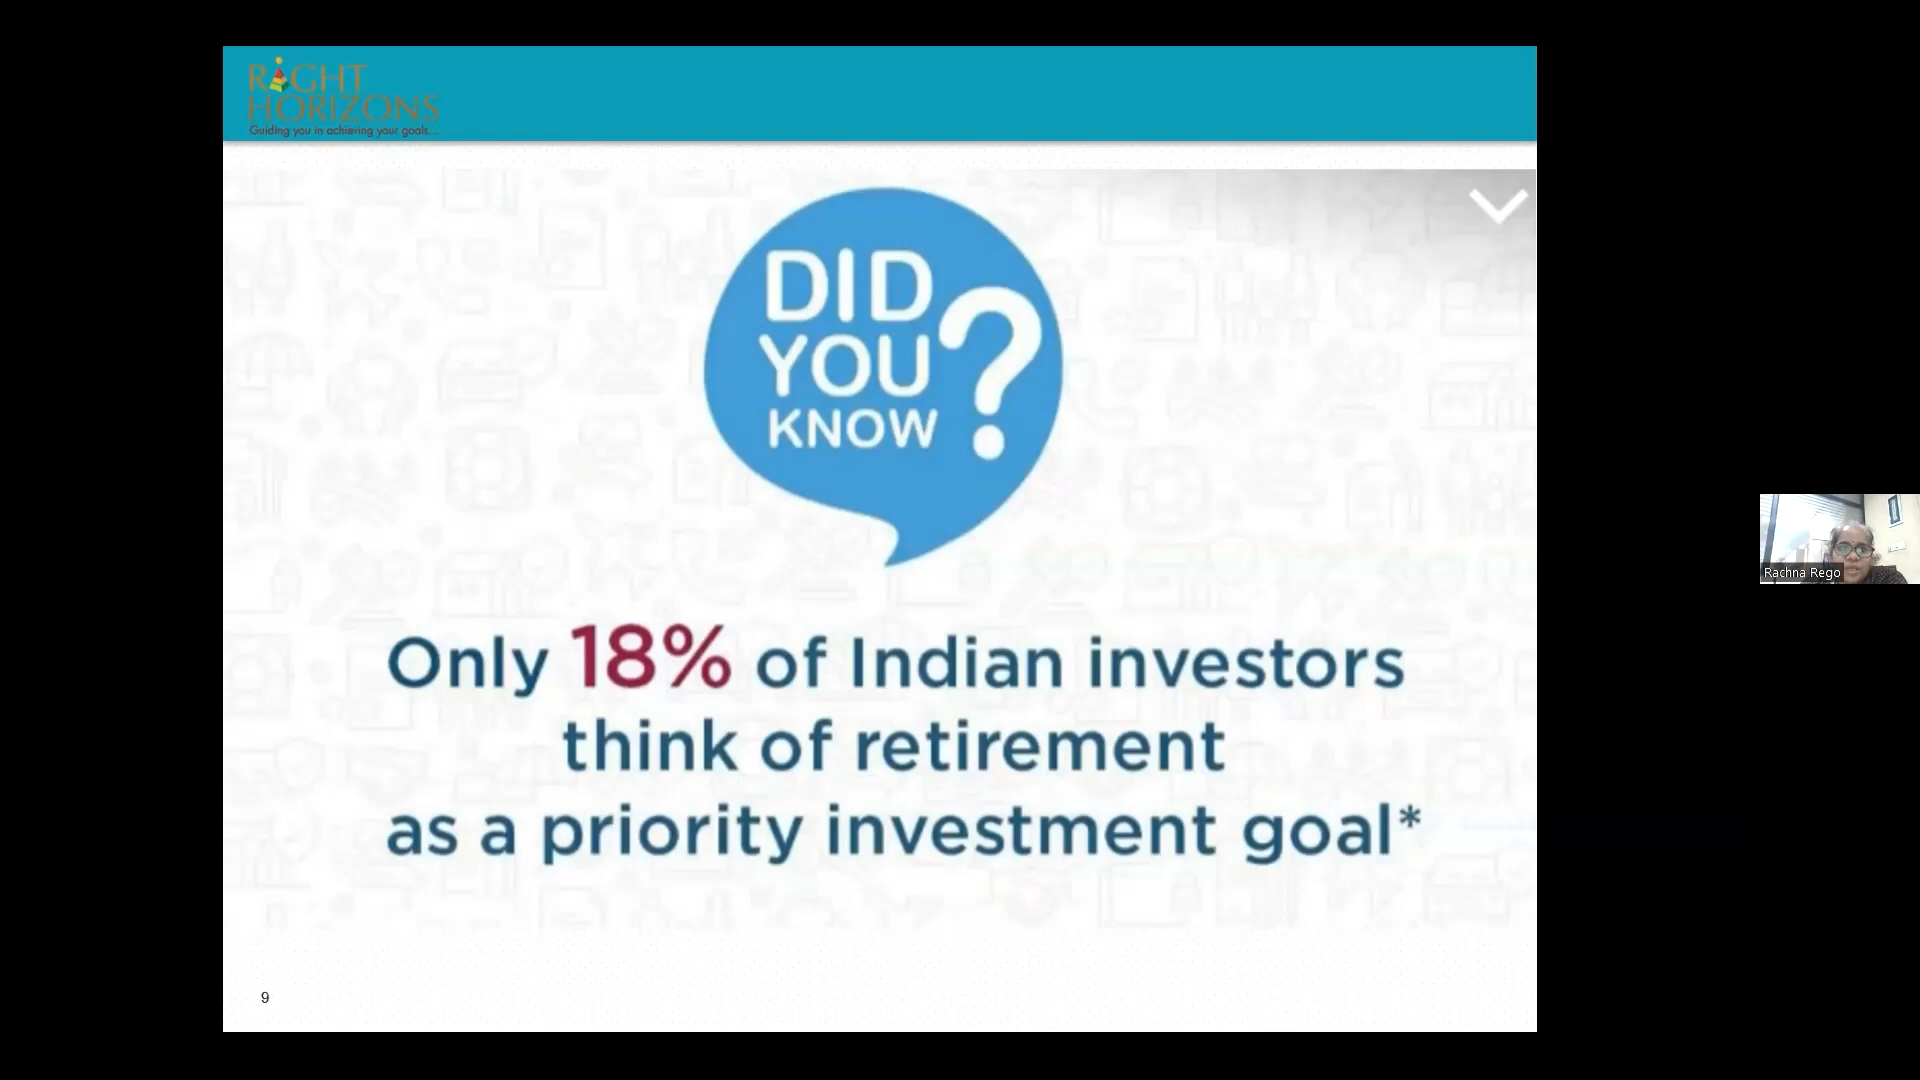 RIGHT
HORIZONS
Guiding you in achieving your goals...
DID
YOU
KNOW
?
Only 18% of Indian investors
think of retirement
as a priority investment goal*
9
Rachna Rego